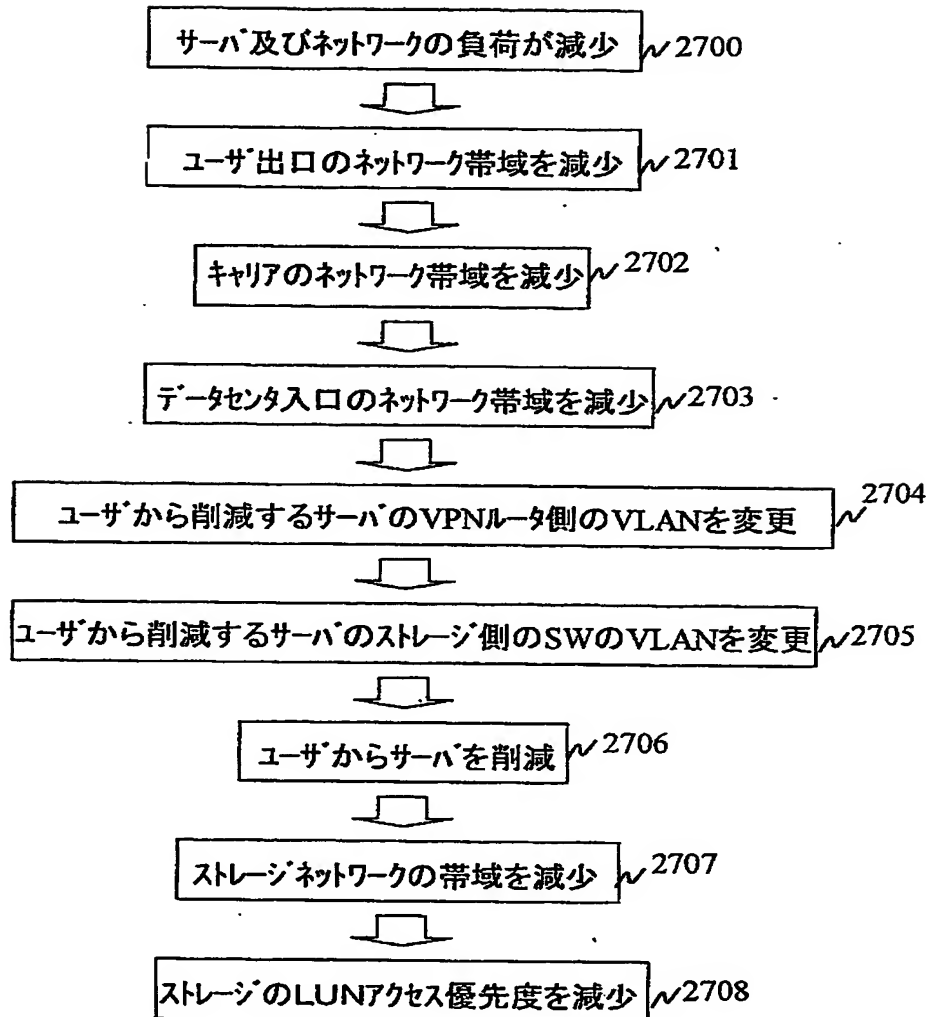 サーバ及びネットワークの負荷が減少 2700
ユーザ出口のネットワーク帯域を減少 2701
キャリアのネットワーク帯域を減少 2702
データセンタ入口のネットワーク帯域を減少 2703
ユーザから削減するサーバのVPNルータ側のVLANを変更 2704
ユーザから削減するサーバのストレージ側のSWのVLANを変更 2705
ユーザからサーバを削減 2706
ストレージネットワークの帯域を減少 2707
ストレージのLUNアクセス優先度を減少 2708